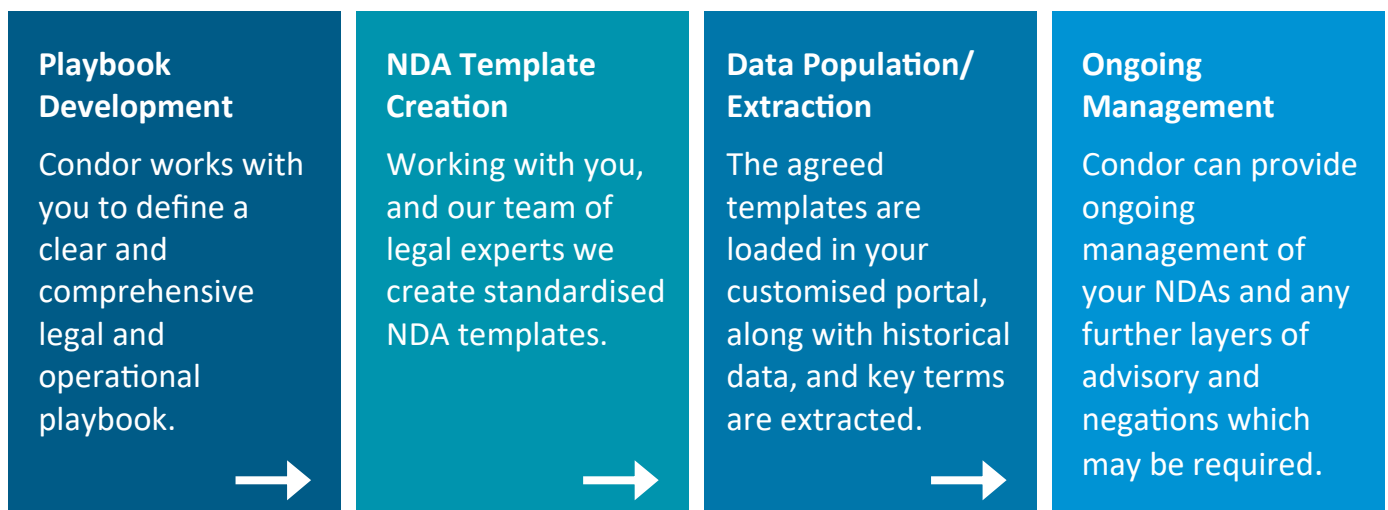 Playbook
Development
Condor works with
you to define a
clear and
comprehensive
legal and
operational
playbook.
NDA Template
Creation
Working with you,
and our team of
legal experts we
create standardised
NDA templates.
Data Population/
Extraction
The agreed
templates are
loaded in your
customised portal,
along with historical
data, and key terms
are extracted.
Ongoing
Management
Condor can provide
ongoing
management of
your NDAs and any
further layers of
advisory and
negations which
may be required.